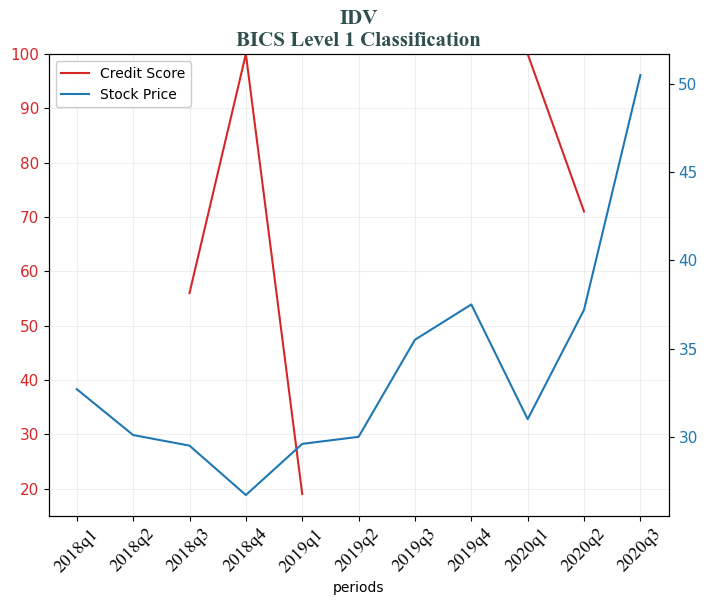 IDV
BICS Level 1 Classification
Credit Score
Stock Price
100
90
80
70
60
50
40
30
20
50
45
40
35
30
2018q1
2018q2
2018q3
2018q4
2019q1
2019q2
2019q3
2019q4
2020q1
2020q2
2020q3
periods